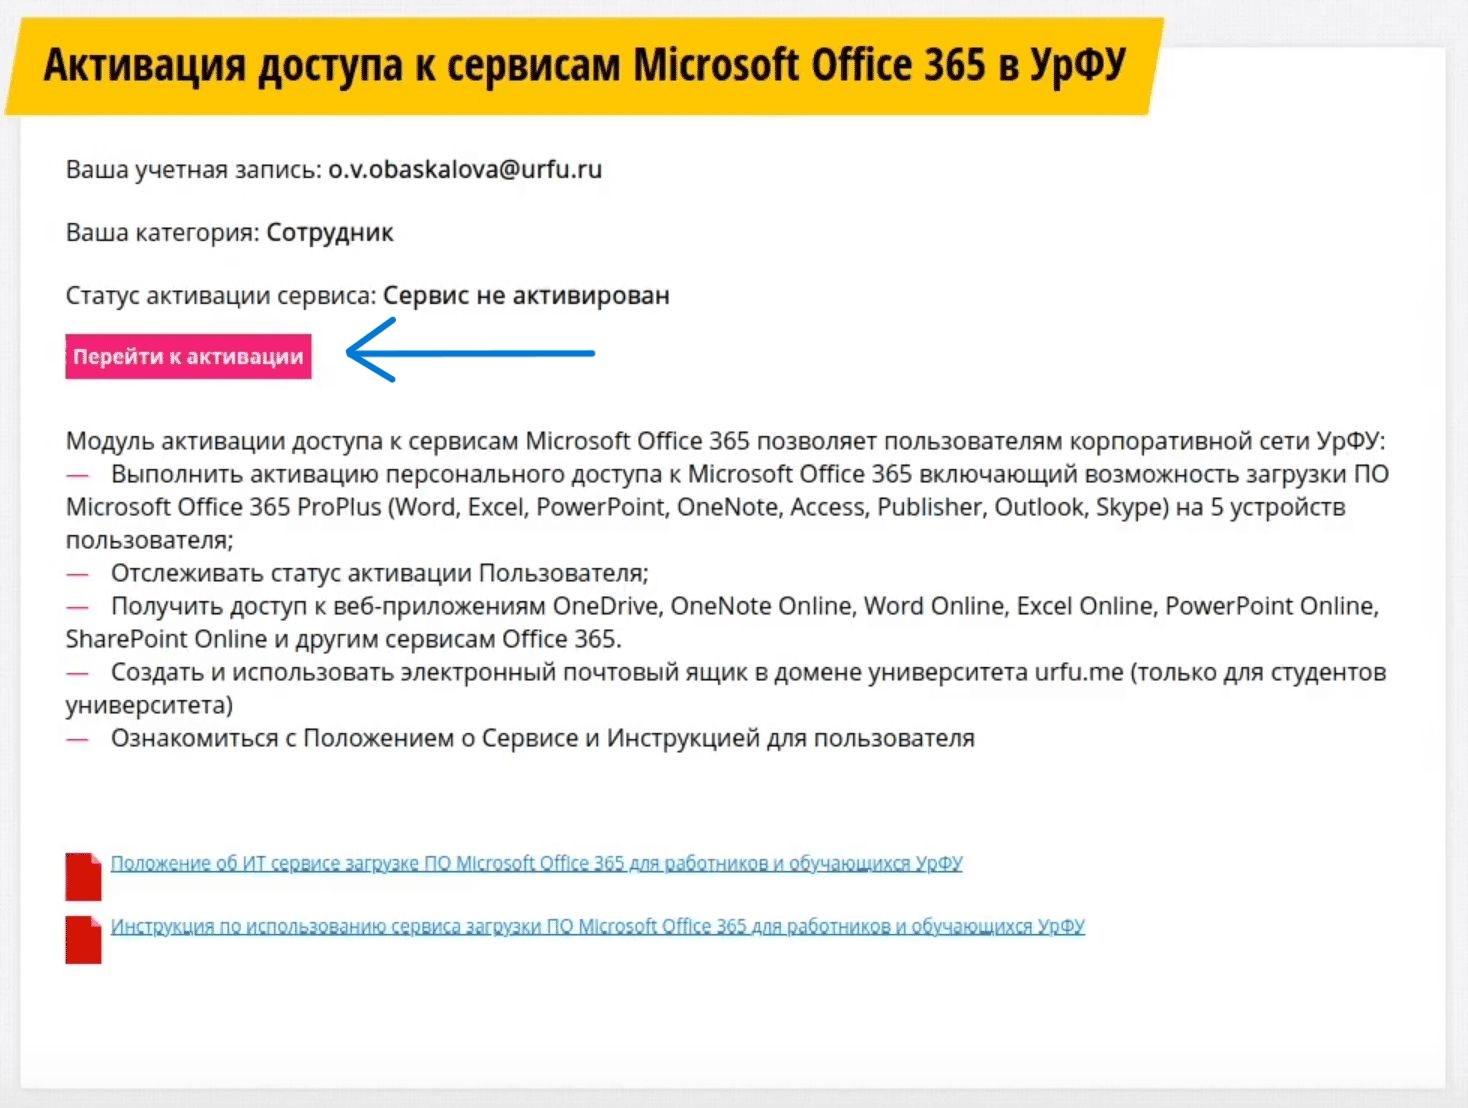 Активация доступа к сервисам Microsoft Office 365 в УрФУ
Ваша учетная запись: o.v.obaskalova@urfu.ru
Ваша категория: Сотрудник
Статус активации сервиса: Сервис не активирован
Перейти к активации
Модуль активации доступа к сервисам Microsoft Office 365 позволяет пользователям корпоративной сети УрФУ:
— Выполнить активацию персонального доступа к Microsoft Office 365 включающий возможность загрузки ПО
Microsoft Office 365 ProPlus (Word, Excel, PowerPoint, OneNote, Access, Publisher, Outlook, Skype) на 5 устройств
пользователя;
— Отслеживать статус активации Пользователя;
— Получить доступ к веб-приложениям OneDrive, OneNote Online, Word Online, Excel Online, PowerPoint Online,
SharePoint Online и другим сервисам Office 365.
— Создать и использовать электронный почтовый ящик в домене университета urfu.me (только для студентов
университета)
— Ознакомиться с Положением о Сервисе и Инструкцией для пользователя
Положение об ИТ сервисе загрузке ПО Microsoft Office 365 для работников и обучающихся УрФУ
Инструкция по использованию сервиса загрузки ПО Microsoft Office 365 для работников и обучающихся УрФУ